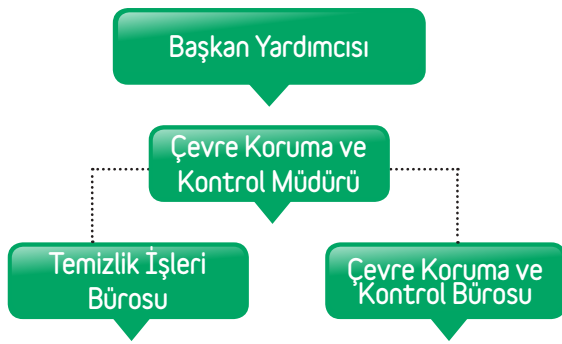 Başkan Yardımcısı
Çevre Koruma ve
Kontrol Müdürü
Temizlik İşleri
Bürosu
Çevre Koruma ve
Kontrol Bürosu